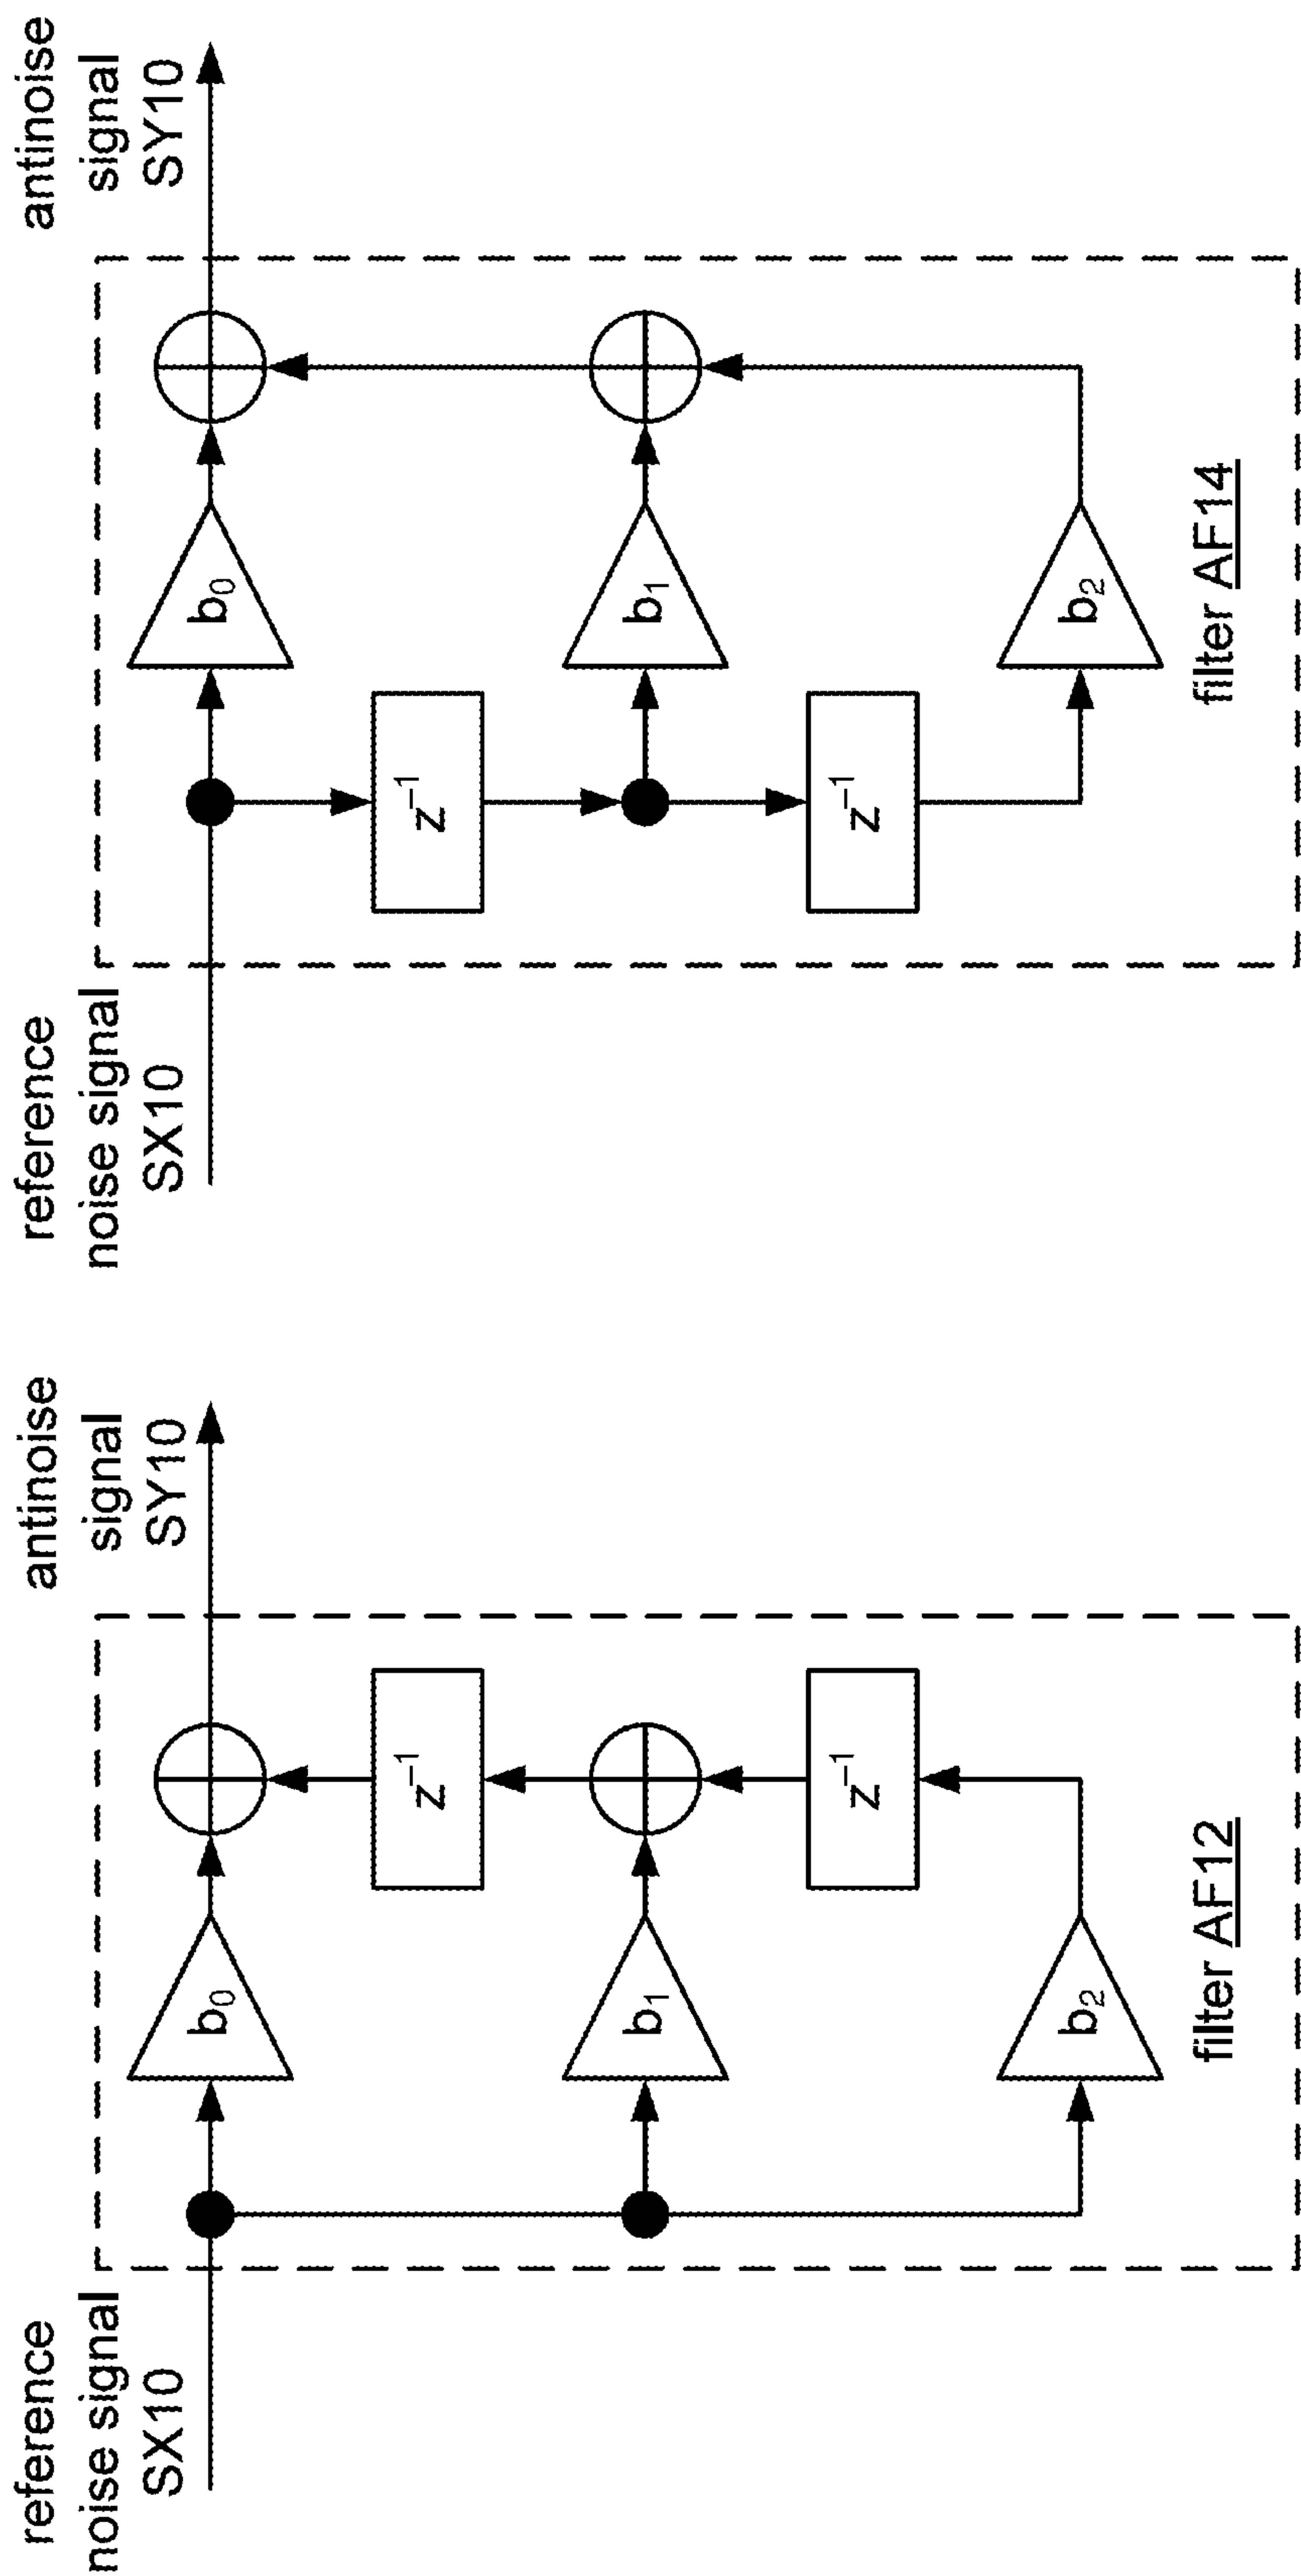 reference
noise signal
SX10
antinoise
signal
SY10
b₀
z⁻¹
b₁
z⁻¹
b₂
filter AF12
reference
noise signal
SX10
antinoise
signal
SY10
b₀
z⁻¹
b₁
z⁻¹
b₂
filter AF14